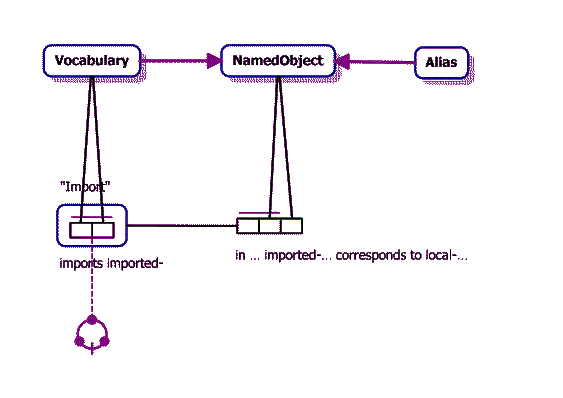 Vocabulary
NamedObject
Alias
"Import"
imports imported-
in ... imported-... corresponds to local-...